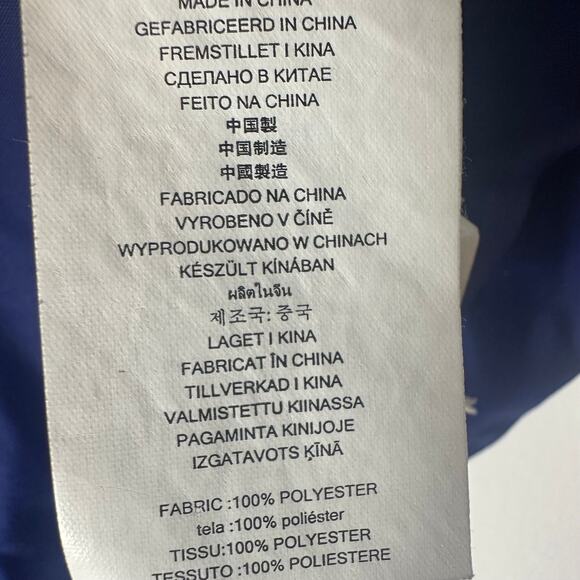 MADE IN CHINA
GEFABRICEERD IN CHINA
FREMSTILLET I KINA
СДЕЛАНО В КИТАЕ
FEITO NA CHINA
中国製
中国制造
中國製造
FABRICADO NA CHINA
VYROBENO V ČÍNĚ
WYPRODUKOWANO W CHINACH
KÉSZÜLT KÍNÁBAN
ผลิตในจีน
제조국: 중국
LAGET I KINA
FABRICAT ÎN CHINA
TILLVERKAD I KINA
VALMISTETTU KIINASSA
PAGAMINTA KINIJOJE
IZGATAVOTS ĶĪNĀ
FABRIC :100% POLYESTER
tela :100% poliéster
TISSU:100% POLYESTER
TESSUTO :100% POLIESTERE